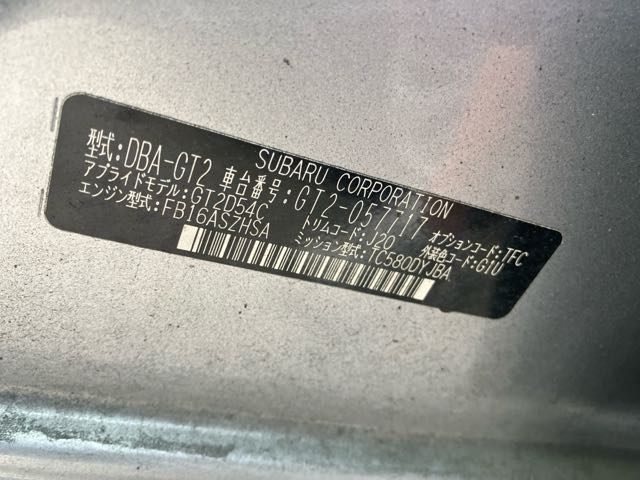 SUBARU CORPORATION
型式:DBA-GT2 車台番号:GT2-057717
アプライドモデル:GT2D54C トリムコード:J20 オプションコード:TFC
エンジン型式:FB16ASZHSA ミッション型式:TC580DYJBA 外装色コード:G1U